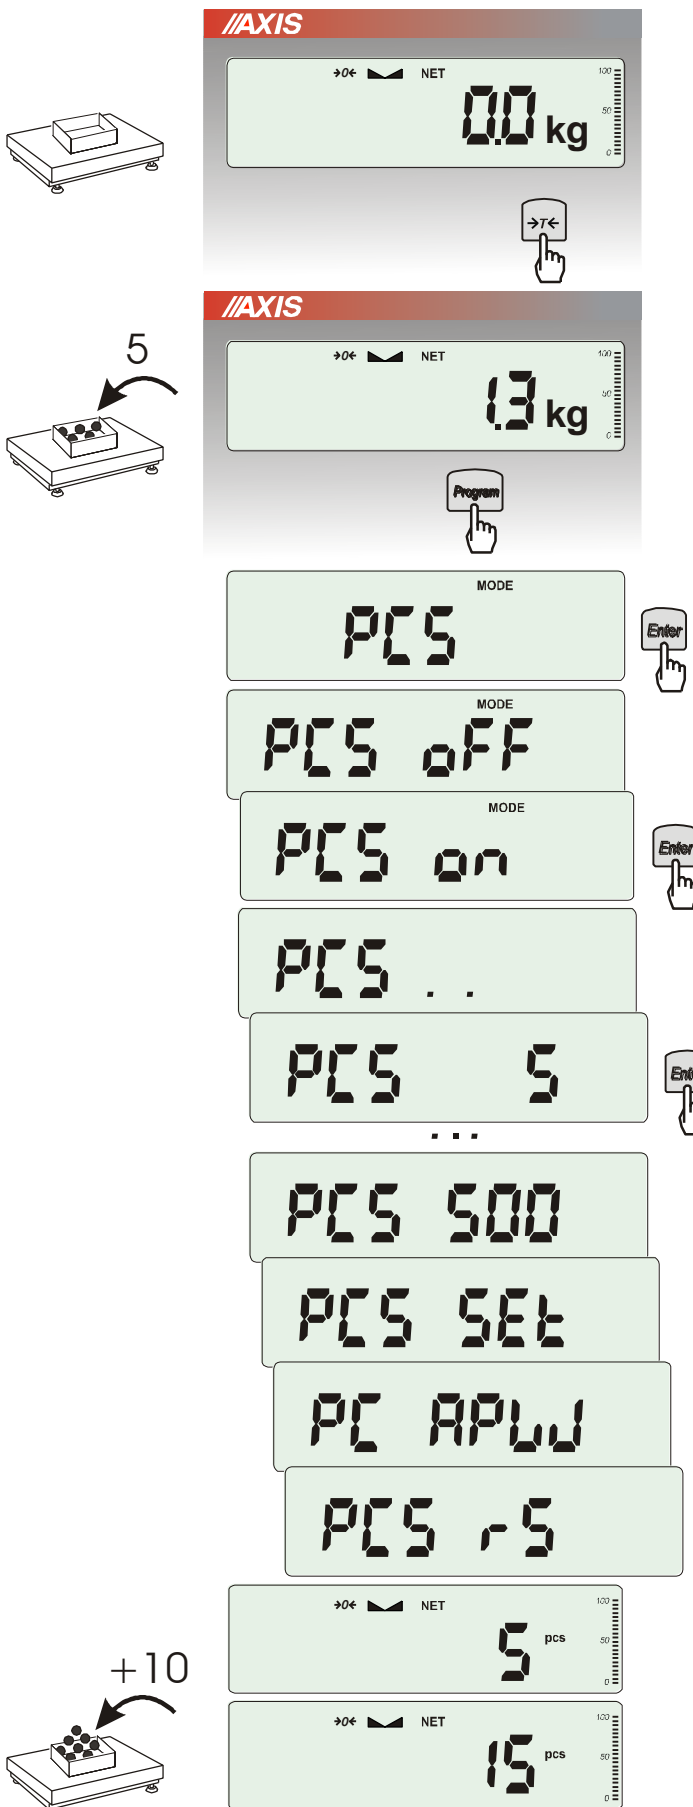 //AXIS
→0← NET 100
0.0 kg 50
0
→T←
//AXIS
5
→0← NET 100
1.3 kg 50
0
Program
MODE
PCS
Enter
MODE
PCS oFF
MODE
PCS on
Enter
PCS . .
PCS 5
Ent
...
PCS 500
PCS SEt
PC APW
PCS rS
→0← NET 100
5 pcs 50
0
+10
→0← NET 100
15 pcs 50
0